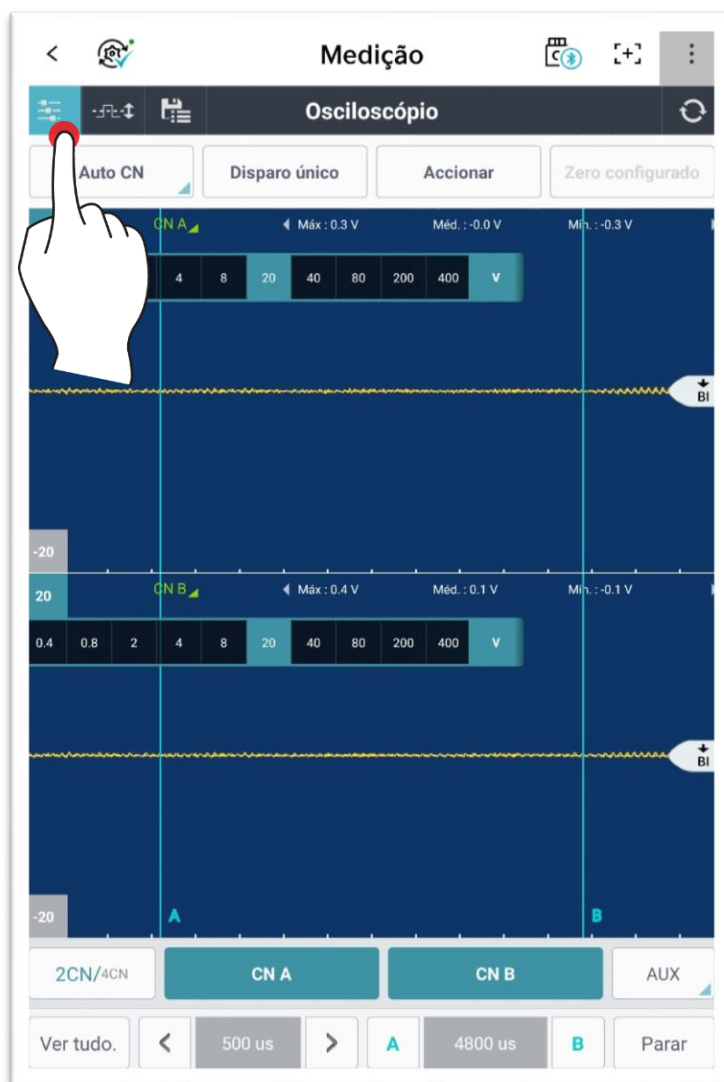 Medição
Osciloscópio
Auto CN Disparo único Accionar Zero configurado
CN A Máx : 0.3 V Méd. : -0.0 V Mín. : -0.3 V
4 8 20 40 80 200 400 V
BI
-20
20 CN B Máx : 0.4 V Méd. : 0.1 V Mín. : -0.1 V
0.4 0.8 2 4 8 20 40 80 200 400 V
BI
-20 A B
2CN/4CN CN A CN B AUX
Ver tudo. < 500 us > A 4800 us B Parar